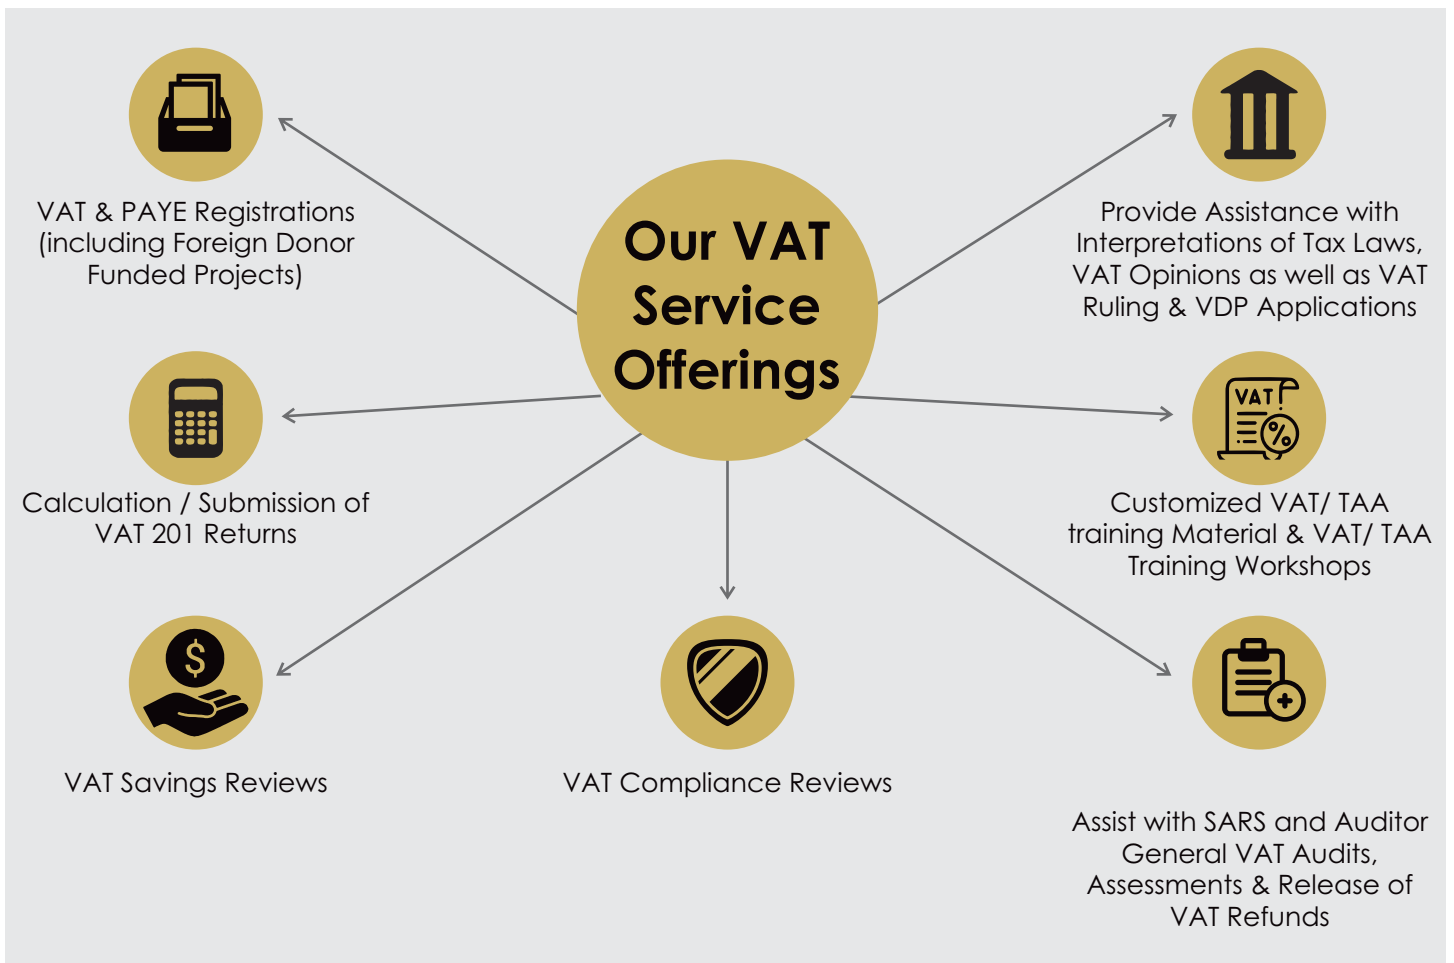 Our VAT
Service
Offerings
VAT & PAYE Registrations
(including Foreign Donor
Funded Projects)
Calculation / Submission of
VAT 201 Returns
VAT Savings Reviews
$
VAT Compliance Reviews
Provide Assistance with
Interpretations of Tax Laws,
VAT Opinions as well as VAT
Ruling & VDP Applications
VAT
%
Customized VAT/ TAA
training Material & VAT/ TAA
Training Workshops
Assist with SARS and Auditor
General VAT Audits,
Assessments & Release of
VAT Refunds